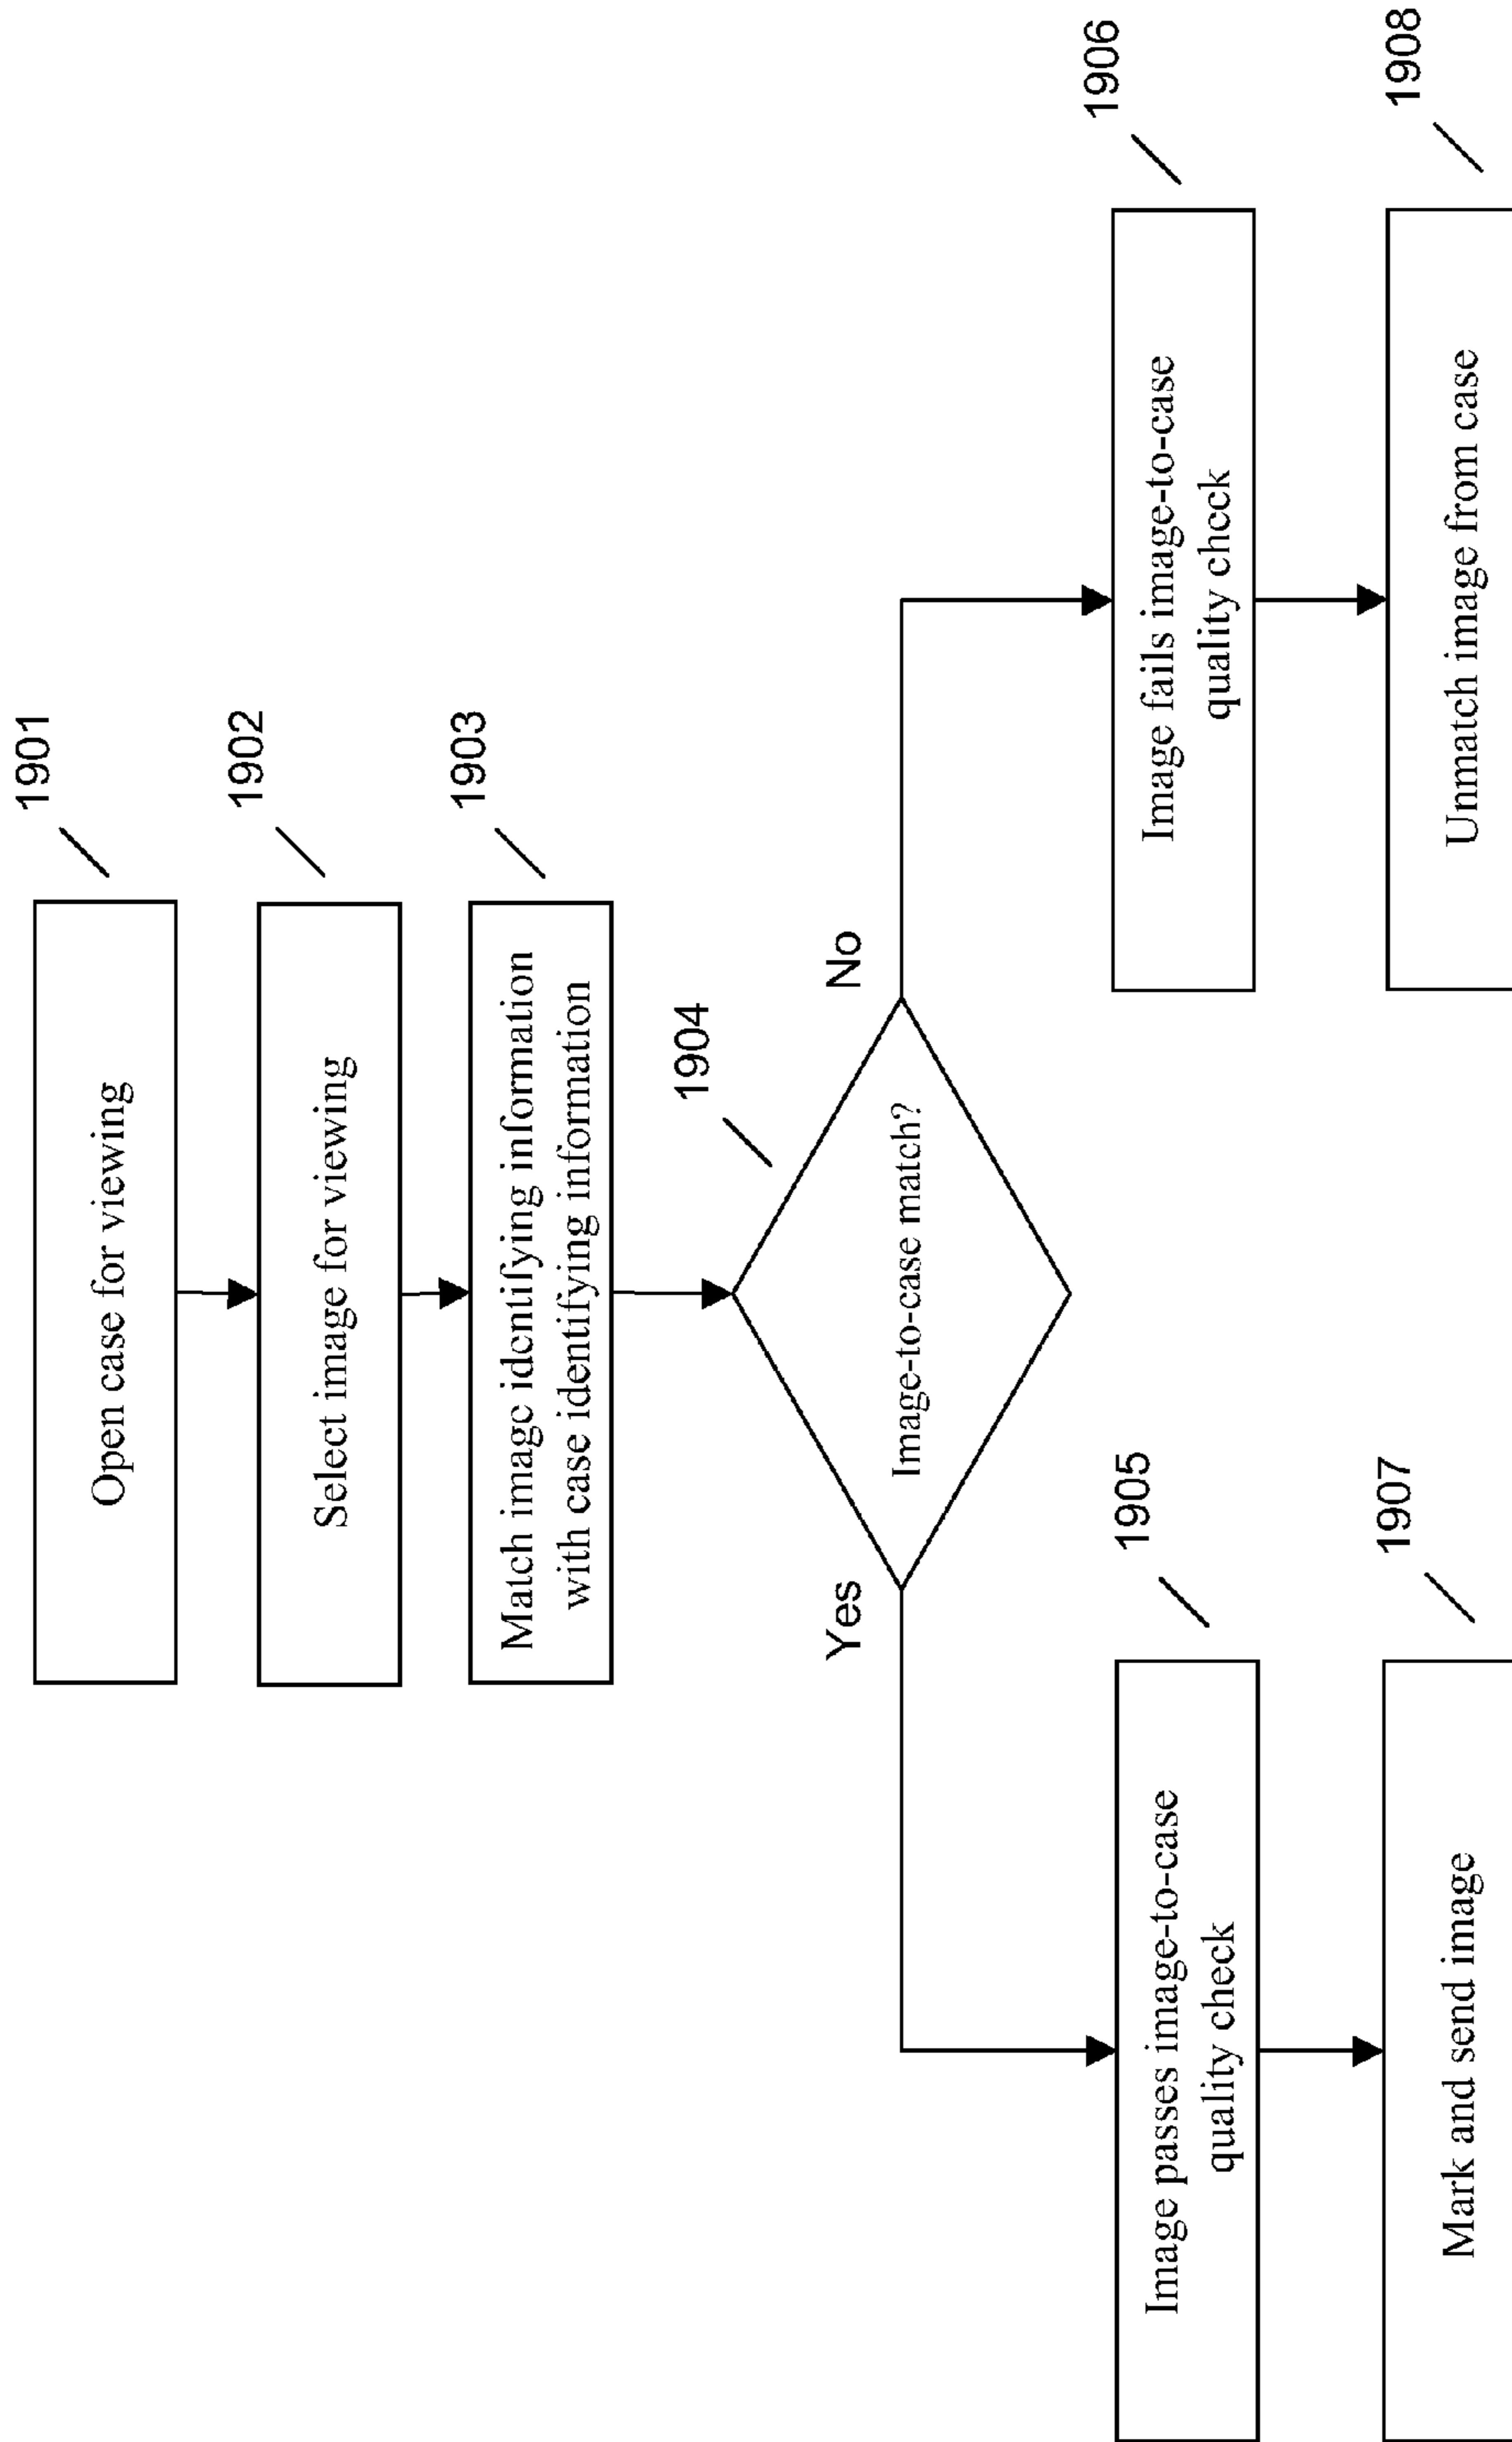 1901
Open case for viewing
1902
Select image for viewing
1903
Match image identifying information
with case identifying information
1904
Image-to-case match?
Yes
No
1905
Image passes image-to-case
quality check
1906
Image fails image-to-case
quality check
1907
Mark and send image
1908
Unmatch image from case